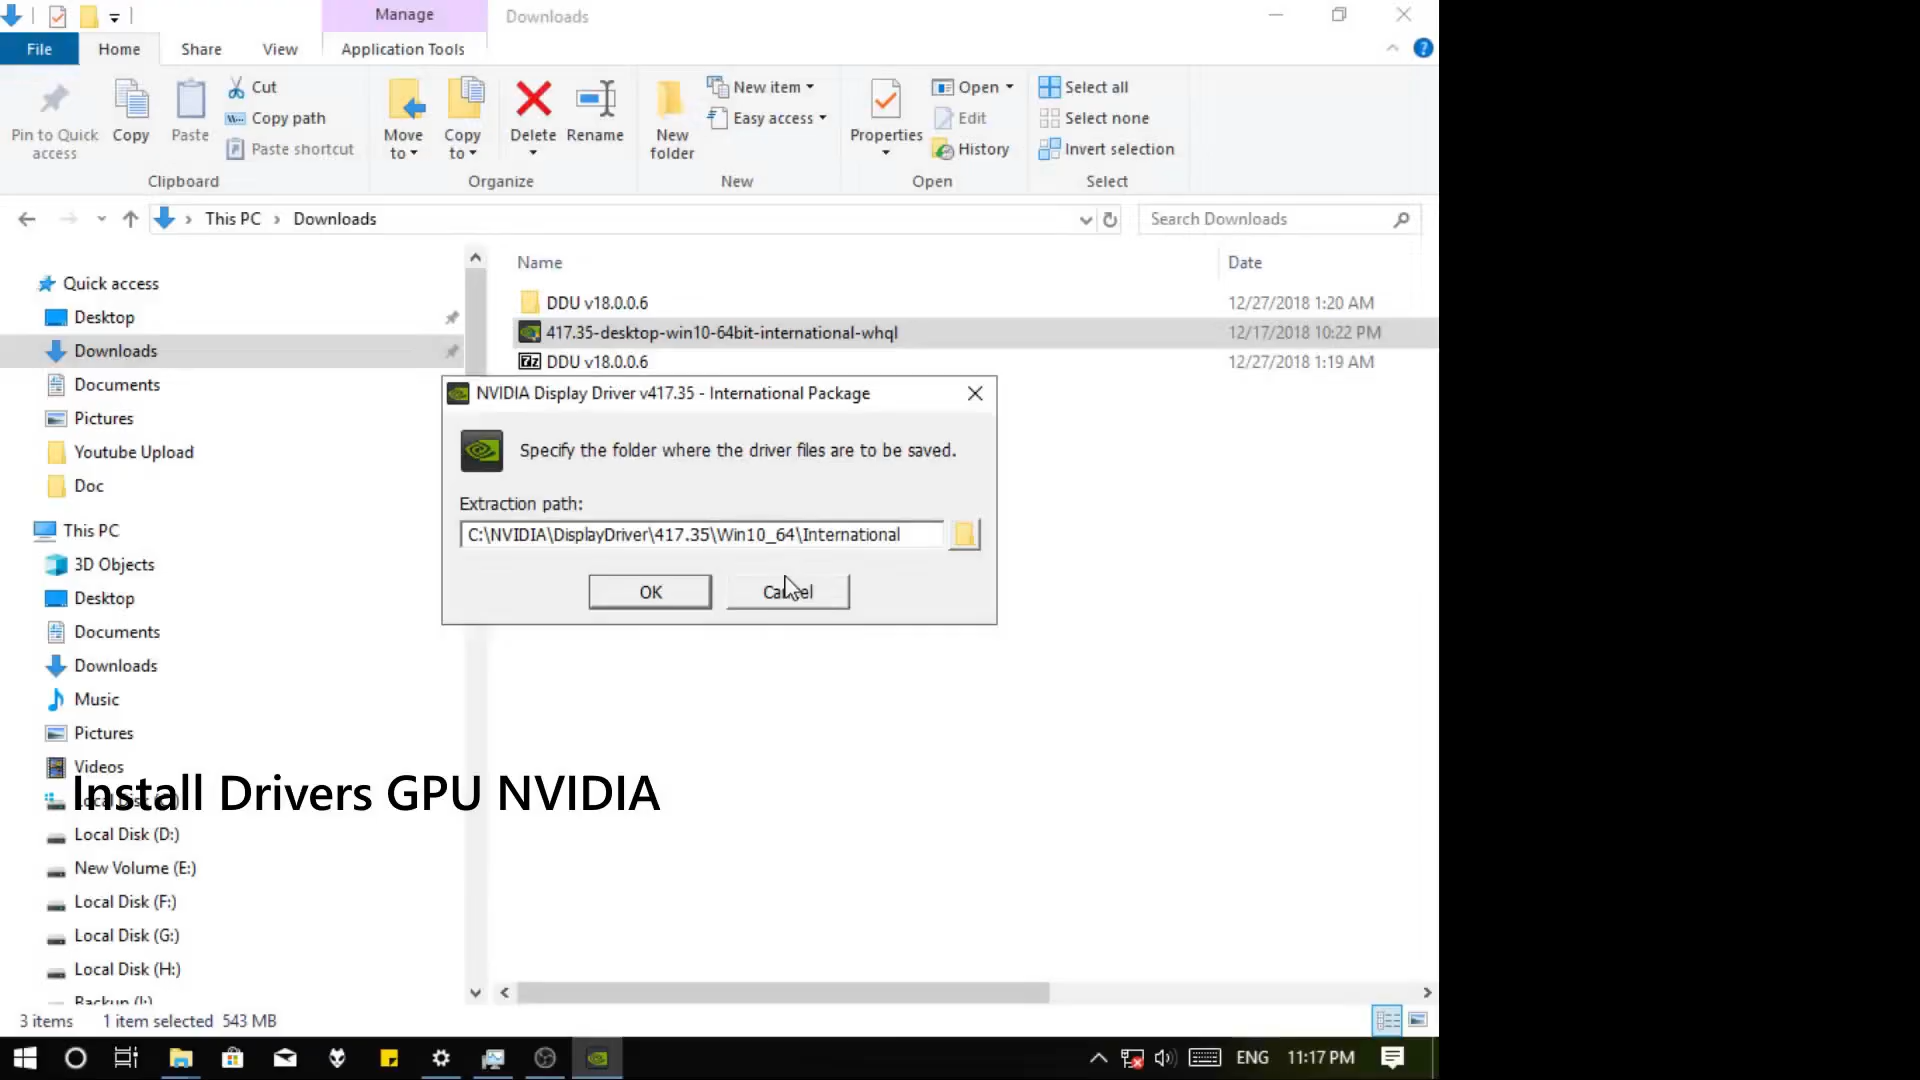 Manage
Downloads
File
Home
Share
View
Application Tools
Pin to Quick access
Copy
Paste
Cut
Copy path
Paste shortcut
Clipboard
Move to
Copy to
Delete
Rename
Organize
New folder
New item
Easy access
New
Properties
Open
Edit
History
Open
Select all
Select none
Invert selection
Select
This PC
Downloads
Search Downloads
Quick access
Desktop
Downloads
Documents
Pictures
Youtube Upload
Doc
This PC
3D Objects
Desktop
Documents
Downloads
Music
Pictures
Videos
Install Drivers GPU NVIDIA
Local Disk (D:)
New Volume (E:)
Local Disk (F:)
Local Disk (G:)
Local Disk (H:)
Backup (I:)
Name
Date
DDU v18.0.0.6
12/27/2018 1:20 AM
417.35-desktop-win10-64bit-international-whql
12/17/2018 10:22 PM
DDU v18.0.0.6
12/27/2018 1:19 AM
NVIDIA Display Driver v417.35 - International Package
Specify the folder where the driver files are to be saved.
Extraction path:
C:\NVIDIA\DisplayDriver\417.35\Win10_64\International
OK
Cancel
3 items
1 item selected 543 MB
ENG
11:17 PM